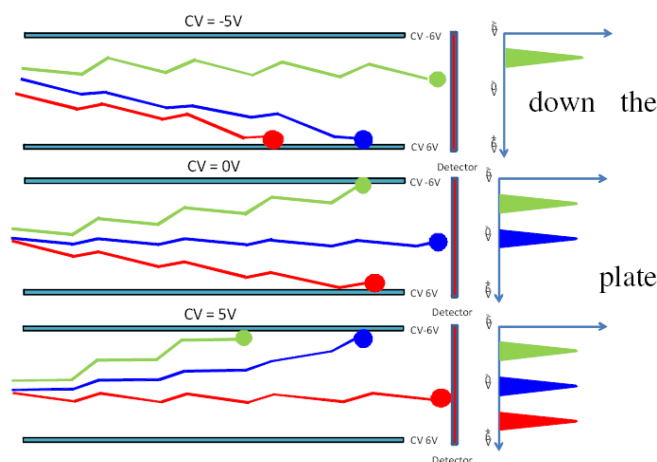 CV = -5V
CV -6V
down the
CV 6V
Detector
CV = 0V
CV -6V
plate
CV 6V
Detector
CV = 5V
CV-6V
CV 6V
Detector